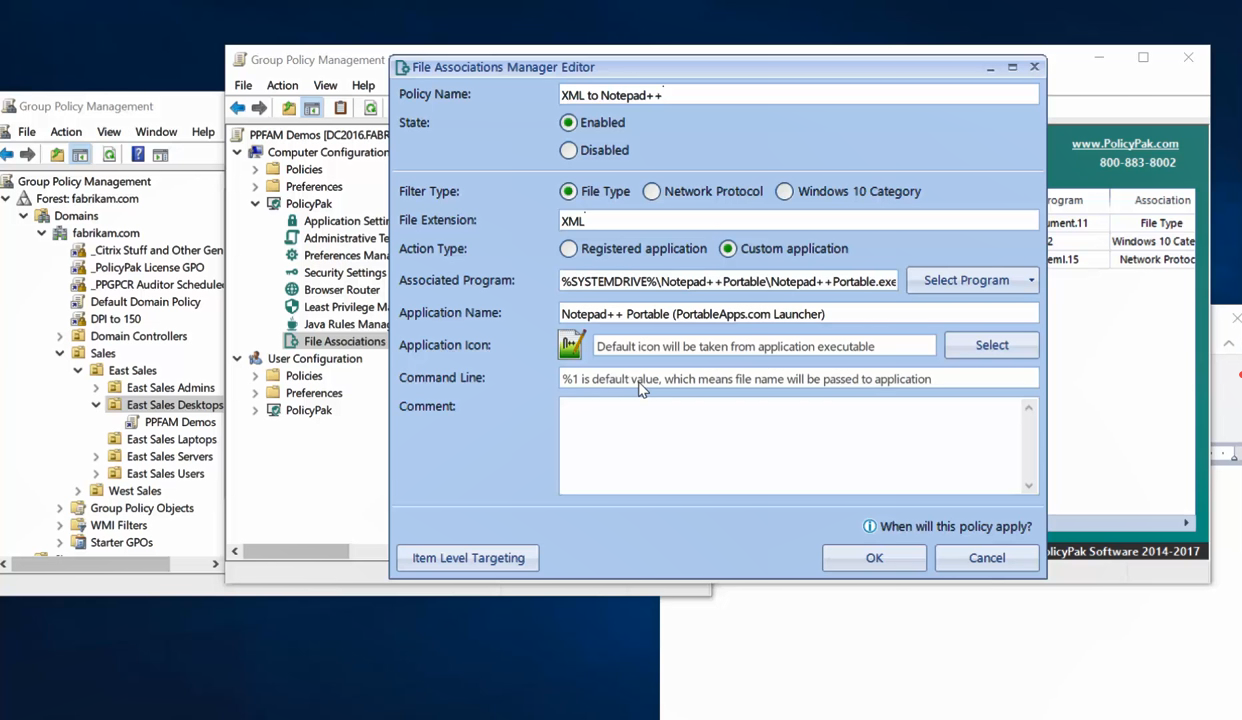 Group Policy Management
File Action View Window Help
Group Policy Management
Forest: fabrikam.com
Domains
fabrikam.com
_Citrix Stuff and Other Gen
_PolicyPak License GPO
_PPGPCR Auditor Schedule
Default Domain Policy
DPI to 150
Domain Controllers
Sales
East Sales
East Sales Admins
East Sales Desktops
PPFAM Demos
East Sales Laptops
East Sales Servers
East Sales Users
West Sales
Group Policy Objects
WMI Filters
Starter GPOs
Group Policy Management
File Action View
PPFAM Demos [DC2016.FABR
Computer Configuration
Policies
Preferences
PolicyPak
Application Setti
Administrative Te
Preferences Mana
Security Settings
Browser Router
Least Privilege M
Java Rules Manag
File Associations
User Configuration
Policies
Preferences
PolicyPak
File Associations Manager Editor
Policy Name: XML to Notepad++
State: Enabled
Disabled
Filter Type: File Type Network Protocol Windows 10 Category
File Extension: XML
Action Type: Registered application Custom application
Associated Program: %SYSTEMDRIVE%\Notepad++Portable\Notepad++Portable.exe Select Program
Application Name: Notepad++ Portable (PortableApps.com Launcher)
Application Icon: Default icon will be taken from application executable Select
Command Line: %1 is default value, which means file name will be passed to application
Comment:
When will this policy apply?
Item Level Targeting OK Cancel
www.PolicyPak.com
800-883-8002
rogram Association
ument.11 File Type
2 Windows 10 Cate
eml.15 Network Protoc
olicyPak Software 2014-2017